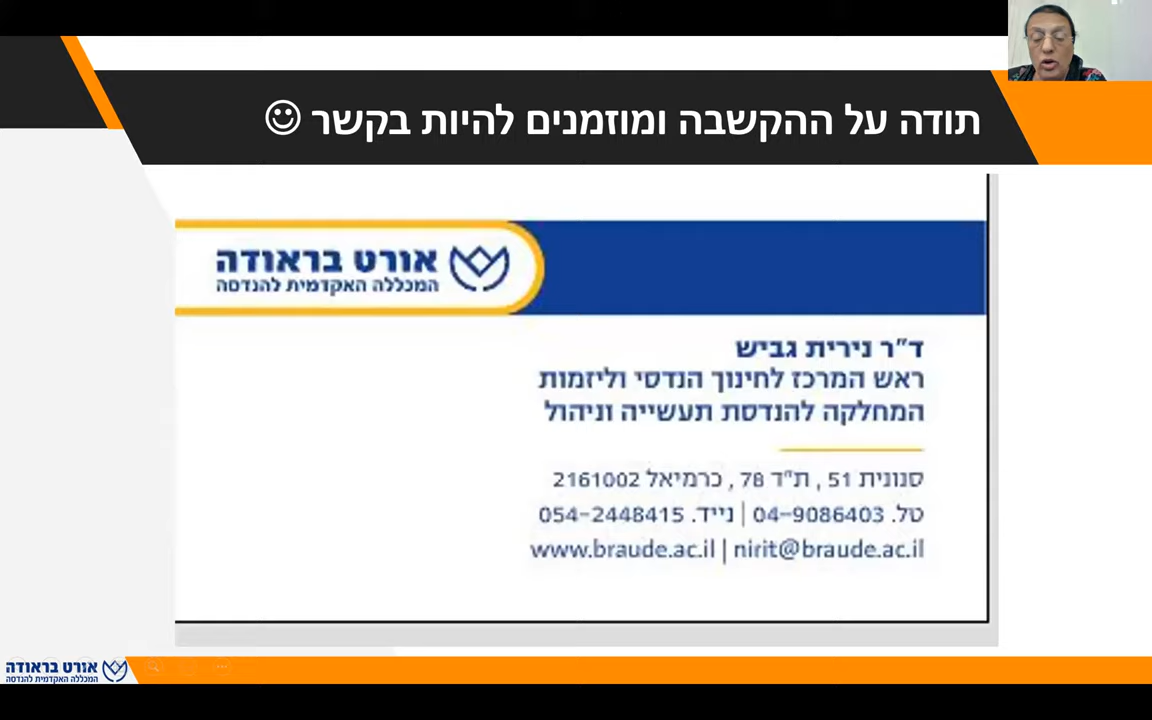 תודה על ההקשבה ומוזמנים להיות בקשר ☺
אורט בראודה
המכללה האקדמית להנדסה
ד"ר נירית גביש
ראש המרכז לחינוך הנדסי וליזמות
המחלקה להנדסת תעשייה וניהול
סנונית 51, ת"ד 78, כרמיאל 2161002
טל. 04-9086403 | נייד. 054-2448415
www.braude.ac.il | nirit@braude.ac.il
אורט בראודה
המכללה האקדמית להנדסה